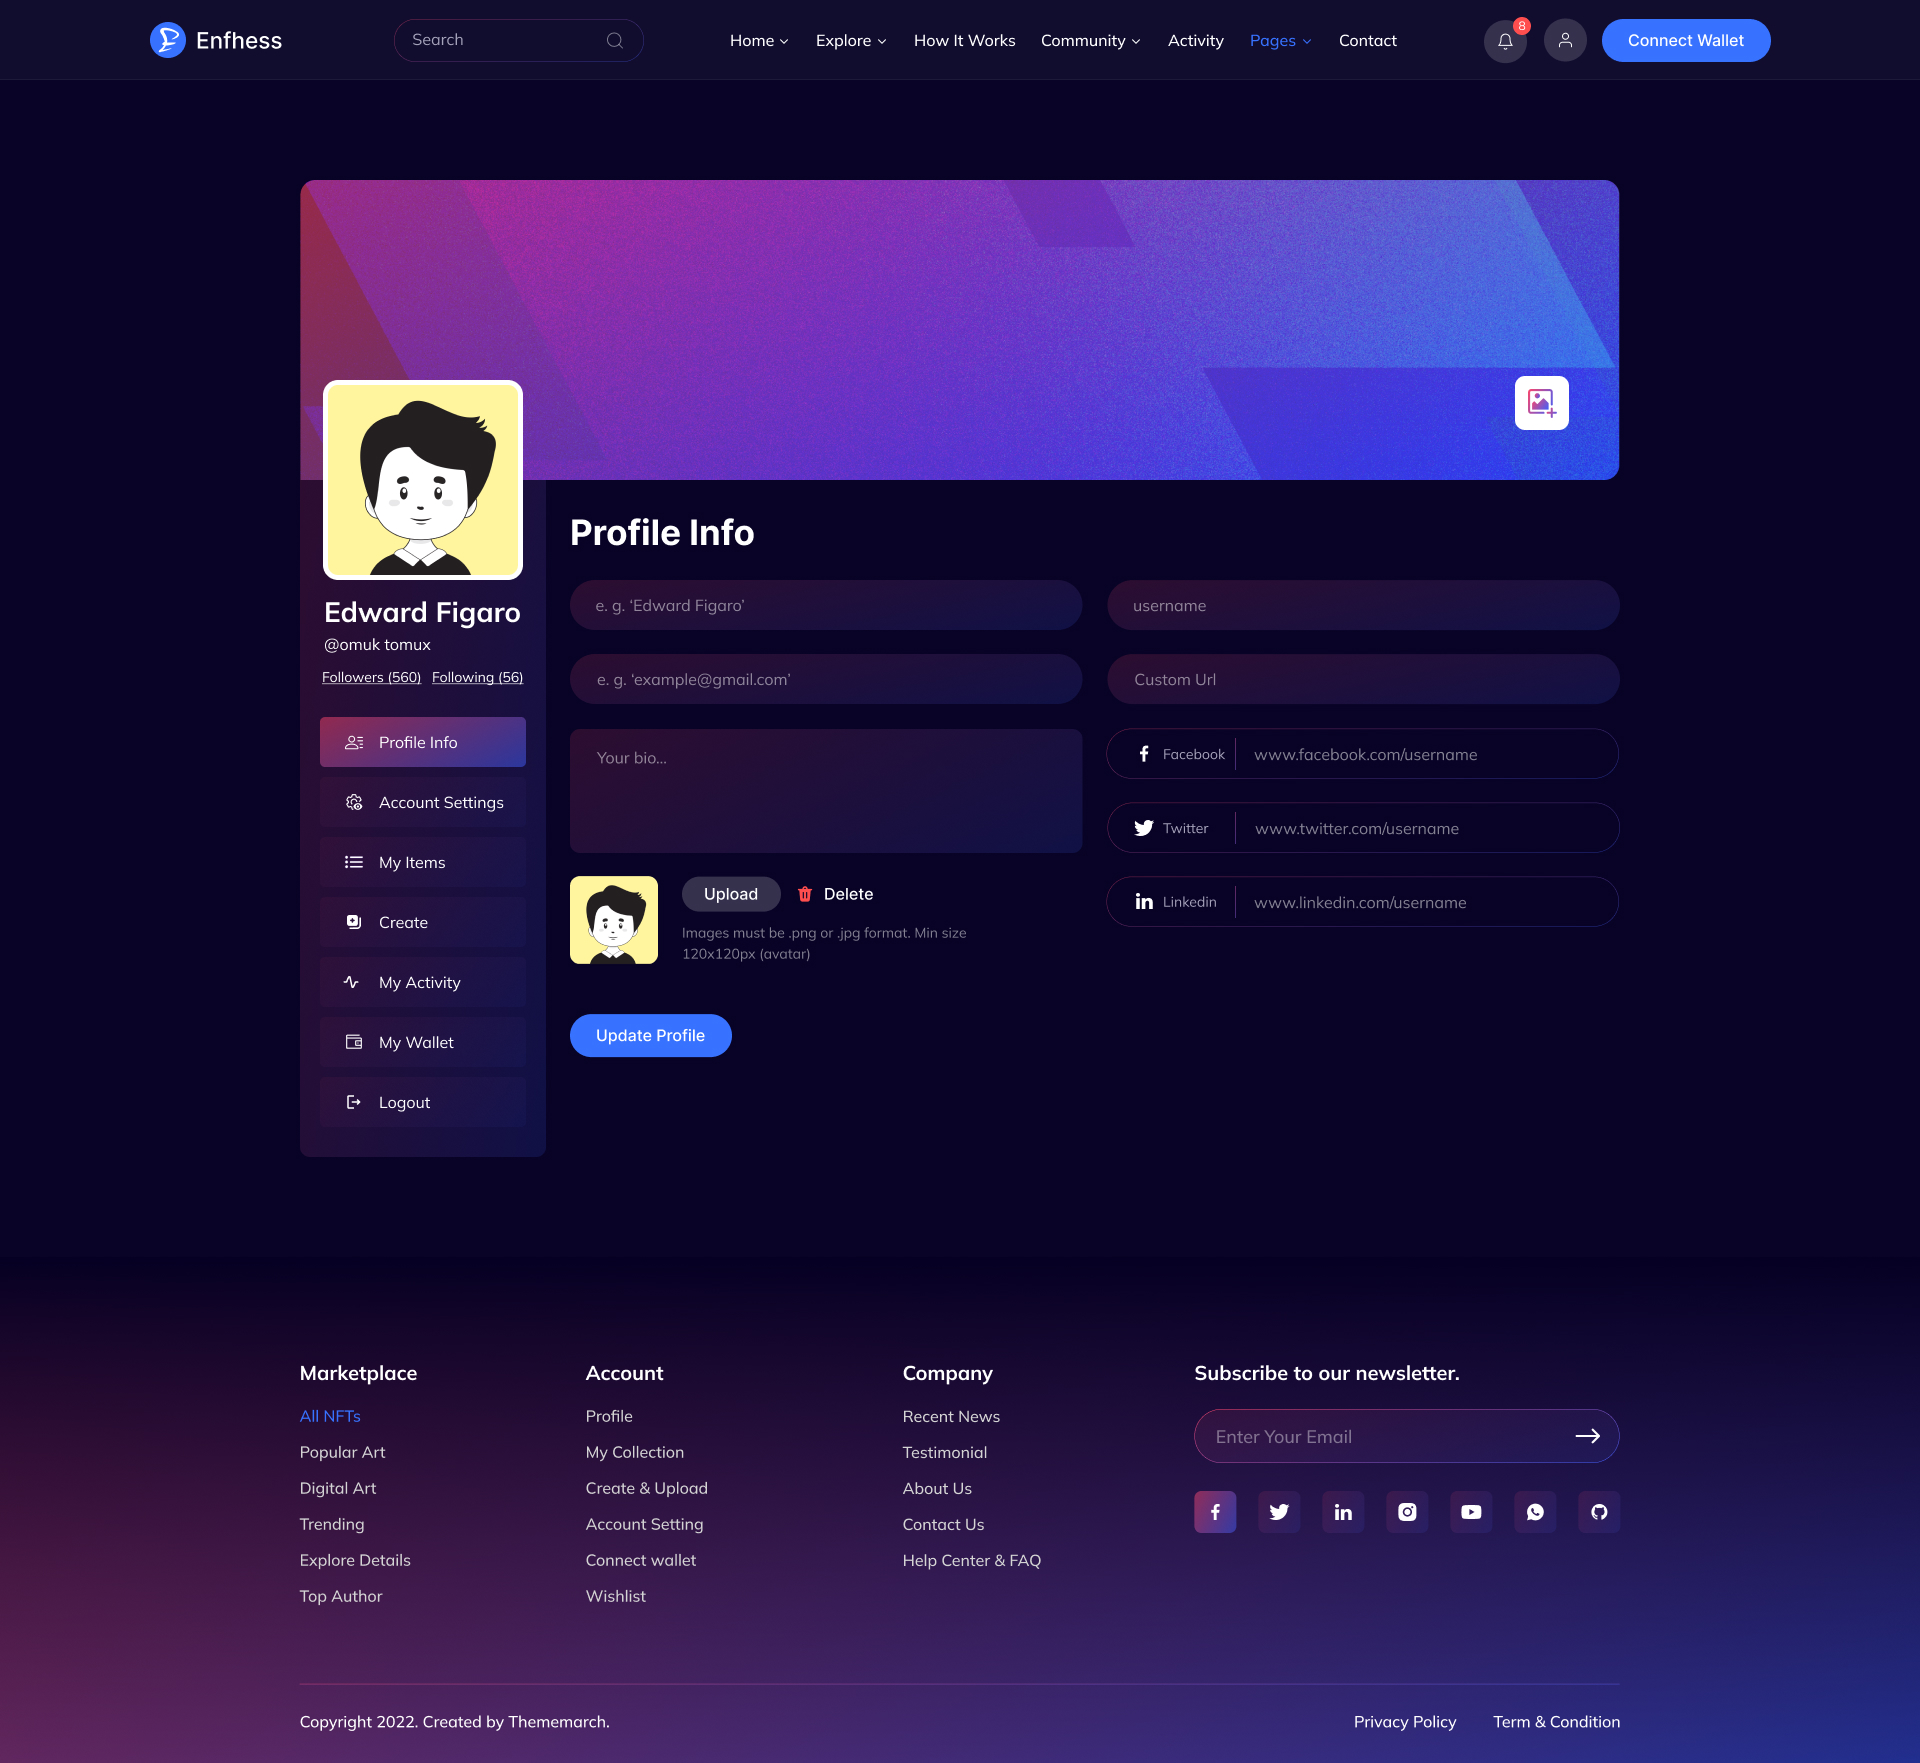 Enfhess
Search
Home
Explore
How It Works
Community
Activity
Pages
Contact
8
Connect Wallet
Edward Figaro
@omuk tomux
Followers (560) Following (56)
Profile Info
Account Settings
My Items
Create
My Activity
My Wallet
Logout
Profile Info
e. g. ‘Edward Figaro’
username
e. g. ‘example@gmail.com’
Custom Url
Your bio...
Facebook www.facebook.com/username
Twitter www.twitter.com/username
Linkedin www.linkedin.com/username
Upload Delete
Images must be .png or .jpg format. Min size
120x120px (avatar)
Update Profile
Marketplace
All NFTs
Popular Art
Digital Art
Trending
Explore Details
Top Author
Account
Profile
My Collection
Create & Upload
Account Setting
Connect wallet
Wishlist
Company
Recent News
Testimonial
About Us
Contact Us
Help Center & FAQ
Subscribe to our newsletter.
Enter Your Email
Copyright 2022. Created by Thememarch.
Privacy Policy
Term & Condition